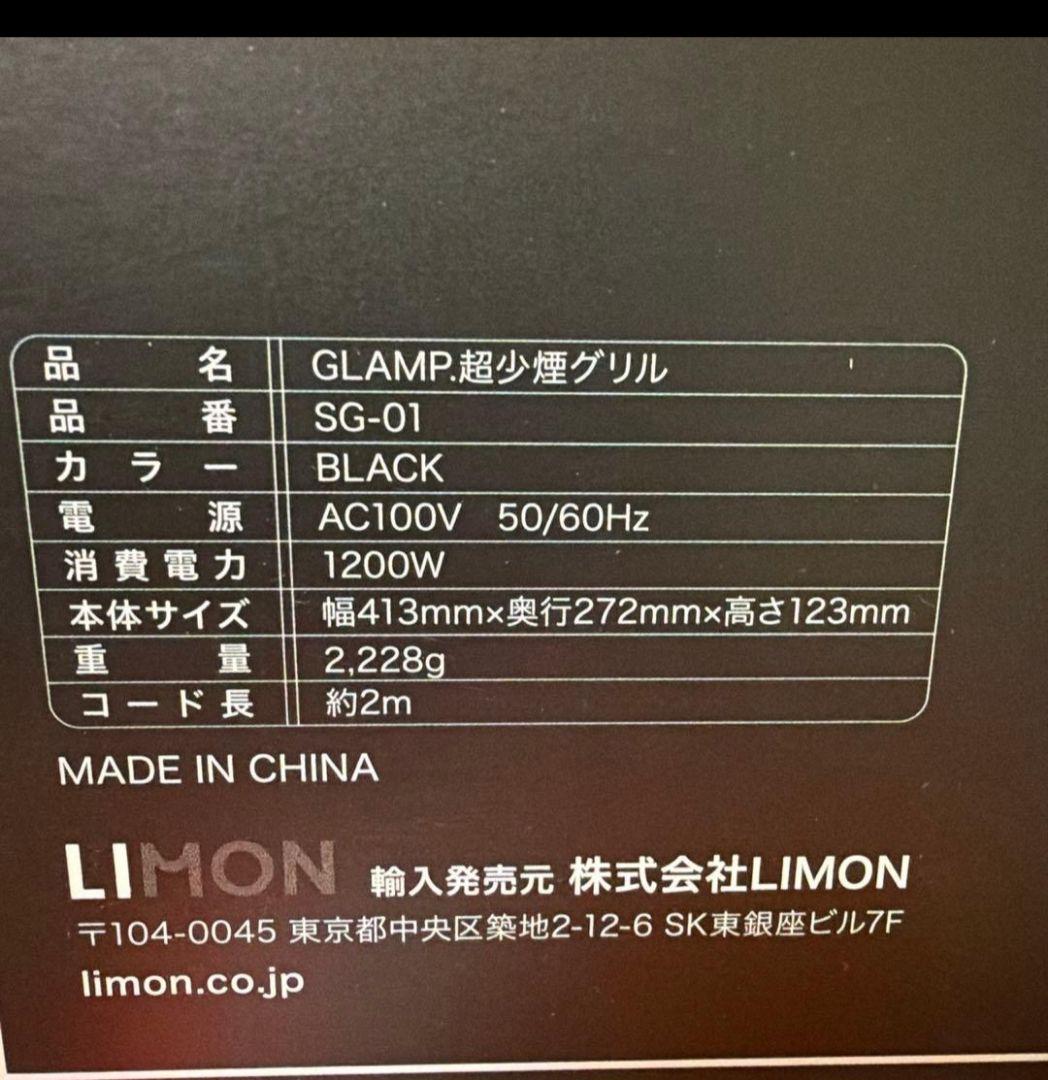 品名 GLAMP.超少煙グリル
品番 SG-01
カラー BLACK
電源 AC100V 50/60Hz
消費電力 1200W
本体サイズ 幅413mm×奥行272mm×高さ123mm
重量 2,228g
コード長 約2m
MADE IN CHINA
LIMON 輸入発売元 株式会社LIMON
〒104-0045 東京都中央区築地2-12-6 SK東銀座ビル7F
limon.co.jp